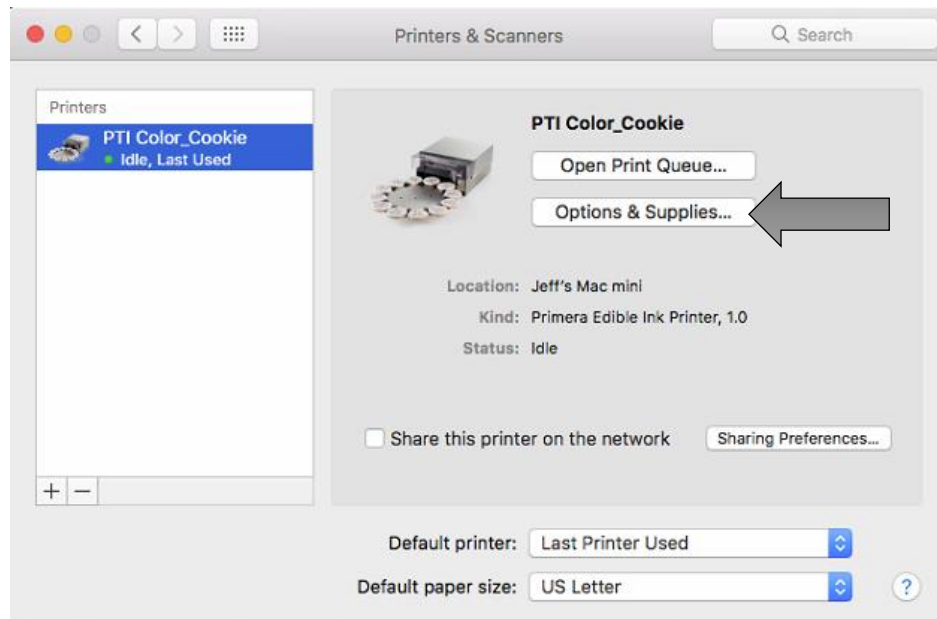 Printers & Scanners
Search
Printers
PTI Color_Cookie
Idle, Last Used
PTI Color_Cookie
Open Print Queue...
Options & Supplies...
Location: Jeff's Mac mini
Kind: Primera Edible Ink Printer, 1.0
Status: Idle
Share this printer on the network
Sharing Preferences...
+ −
Default printer: Last Printer Used
Default paper size: US Letter
?